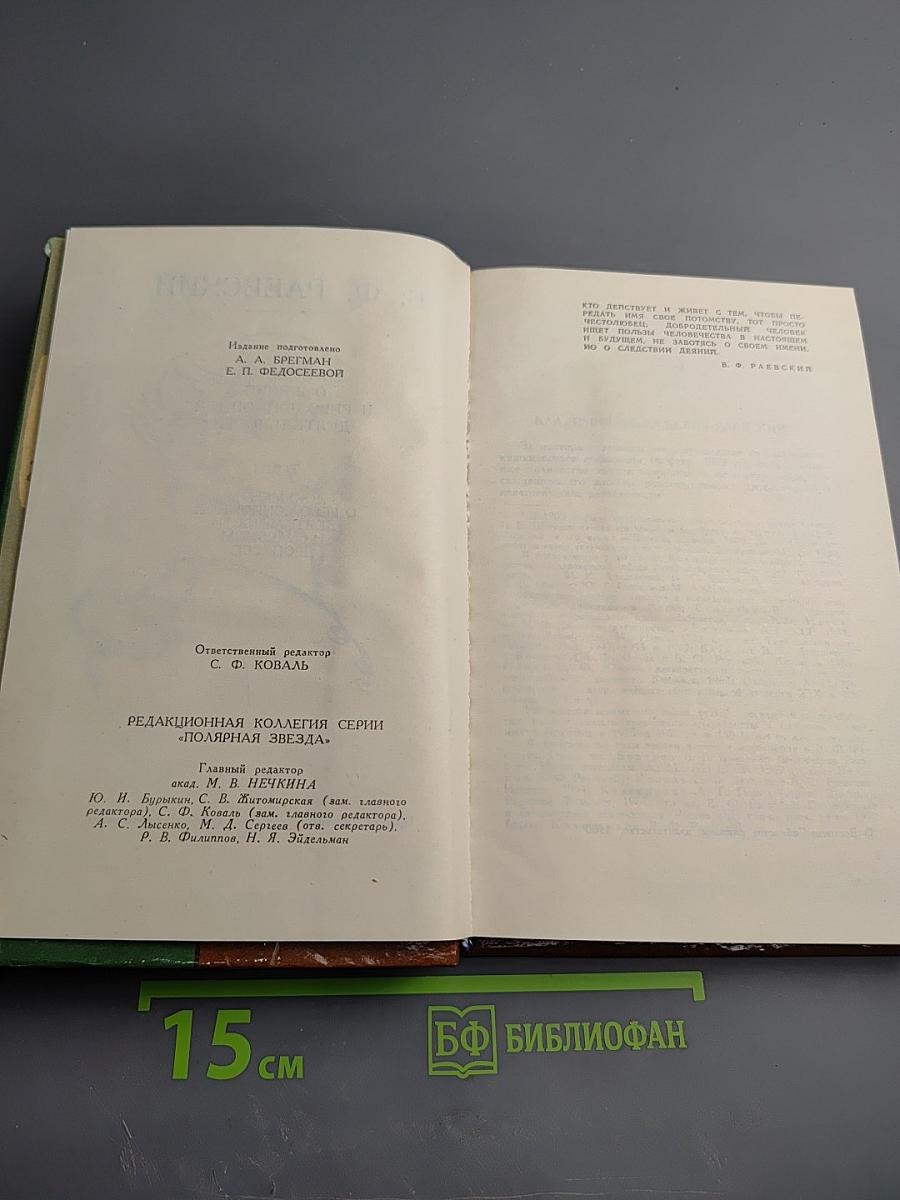 Издание подготовлено
А. А. БРЕГМАН
Е. П. ФЕДОСЕЕВОЙ
Ответственный редактор
С. Ф. КОВАЛЬ
РЕДАКЦИОННАЯ КОЛЛЕГИЯ СЕРИИ
«ПОЛЯРНАЯ ЗВЕЗДА»
Главный редактор
акад. М. В. НЕЧКИНА
Ю. И. Бурыкин, С. В. Житомирская (зам. главного
редактора), С. Ф. Коваль (зам. главного редактора),
А. С. Лысенко, М. Д. Сергеев (отв. секретарь),
Р. В. Филиппов, Н. Я. Эйдельман
КТО ДЕЙСТВУЕТ И ЖИВЕТ С ТЕМ, ЧТОБЫ ПЕ-
РЕДАТЬ ИМЯ СВОЕ ПОТОМСТВУ, ТОТ ПРОСТО
ЧЕСТОЛЮБЕЦ; ДОБРОДЕТЕЛЬНЫЙ ЧЕЛОВЕК
ИЩЕТ ПОЛЬЗЫ ЧЕЛОВЕЧЕСТВА В НАСТОЯЩЕМ
И БУДУЩЕМ, НЕ ЗАБОТЯСЬ О СВОЕМ ИМЕНИ,
НО О СЛЕДСТВИИ ДЕЯНИЙ.
В. Ф. РАЕВСКИЙ
15 см
БФ БИБЛИОФАН